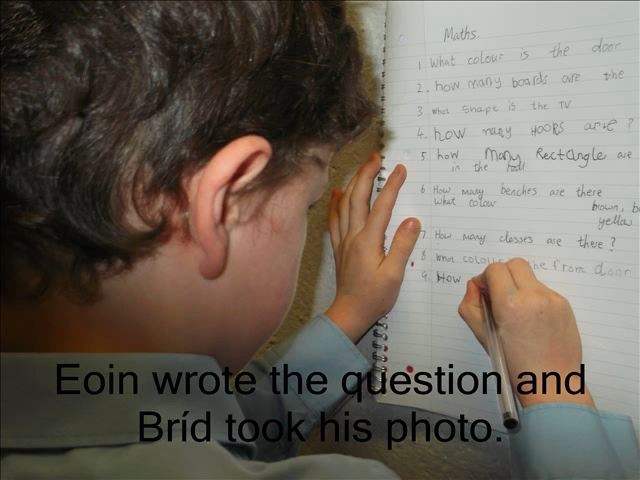 Maths.
1 What colour is the door
2. how many boards are the
3 What shape is the TV
4. how many HOOPS are ?
5 how many Rectangle are
in the hall
6 How many benches are there
what colour brown, b
yellow
7 How many classes are there?
8 What colour the from door
9. How
Eoin wrote the question and
Bríd took his photo.